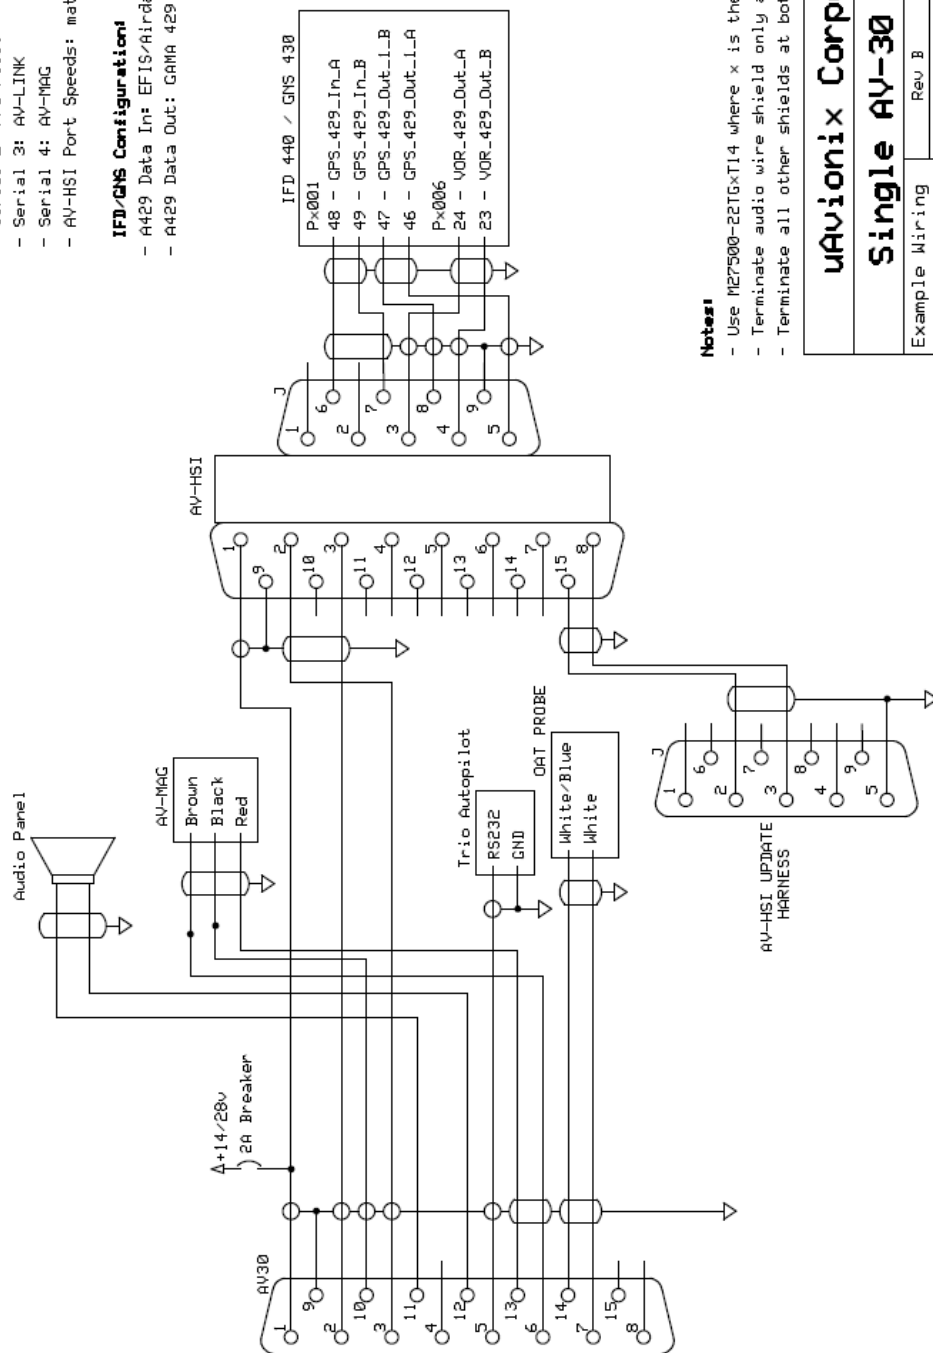 - Serial 3: AV-LINK
- Serial 4: AV-MAG
- AV-HSI Port Speeds:
IFD/GNS Configuration:
- A429 Data In:
- A429 Data Out: GAMA 429
IFD 440 / GNS 430
Px001
48 - GPS_429_In_A
49 - GPS_429_In_B
47 - GPS_429_Out_1_B
46 - GPS_429_Out_1_A
Px006
24 - VOR_429_Out_A
23 - VOR_429_Out_B
J
1
6
2
7
3
8
4
9
5
AV-HSI
1
9
2
10
3
11
4
12
5
13
6
14
7
15
8
Audio Panel
AV-MAG
Brown
Black
Red
Trio Autopilot
RS232
GND
OAT PROBE
White/Blue
White
J
1
6
2
7
3
8
4
9
5
AV-HSI UPDATE
HARNESS
+14/28v
2A Breaker
AV30
1
9
2
10
3
11
4
12
5
13
6
14
7
15
8
Notes:
- Use M27500-22TGxT14 where x is the
- Terminate audio wire shield only
- Terminate all other shields at
uAvionix Corp
Single AV-30
Example Wiring
Rev B